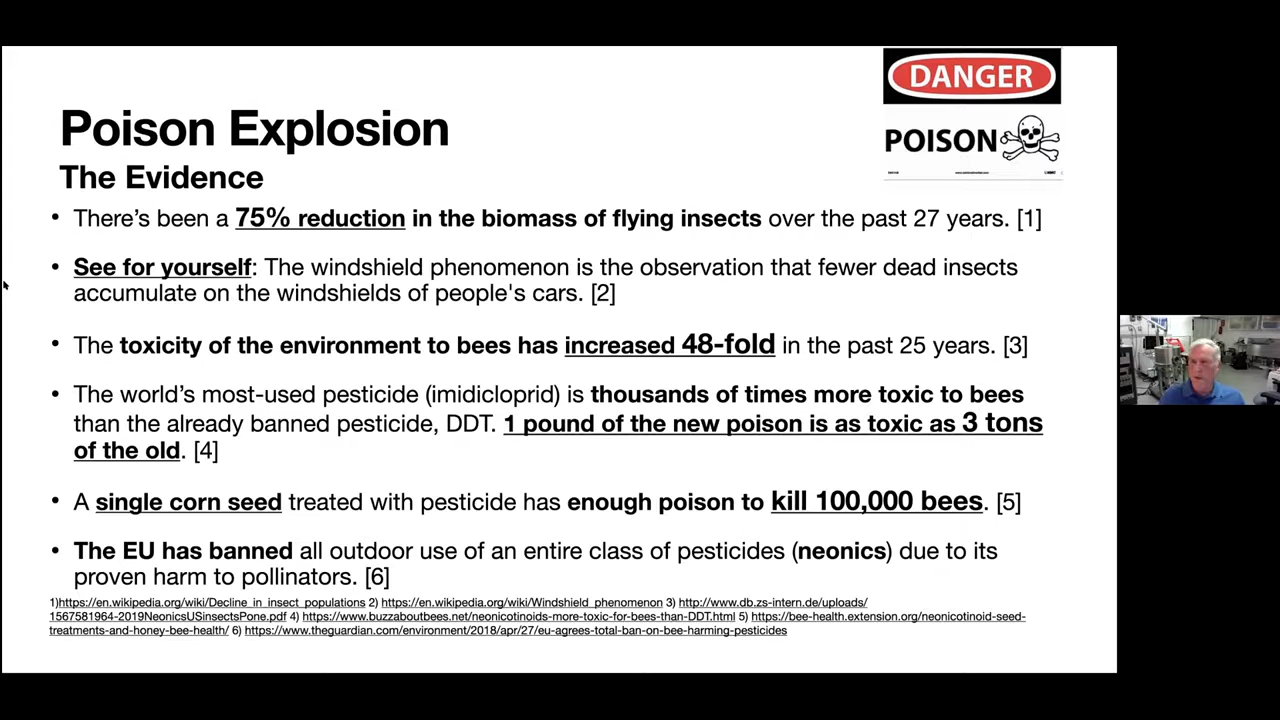 DANGER
POISON
Poison Explosion
The Evidence
• There’s been a 75% reduction in the biomass of flying insects over the past 27 years. [1]
• See for yourself: The windshield phenomenon is the observation that fewer dead insects
accumulate on the windshields of people's cars. [2]
• The toxicity of the environment to bees has increased 48-fold in the past 25 years. [3]
• The world’s most-used pesticide (imidicloprid) is thousands of times more toxic to bees
than the already banned pesticide, DDT. 1 pound of the new poison is as toxic as 3 tons
of the old. [4]
• A single corn seed treated with pesticide has enough poison to kill 100,000 bees. [5]
• The EU has banned all outdoor use of an entire class of pesticides (neonics) due to its
proven harm to pollinators. [6]
1)https://en.wikipedia.org/wiki/Decline_in_insect_populations 2) https://en.wikipedia.org/wiki/Windshield_phenomenon 3) http://www.db.zs-intern.de/uploads/
1567581964-2019NeonicsUSinsectsPone.pdf 4) https://www.buzzaboutbees.net/neonicotinoids-more-toxic-for-bees-than-DDT.html 5) https://bee-health.extension.org/neonicotinoid-seed-
treatments-and-honey-bee-health/ 6) https://www.theguardian.com/environment/2018/apr/27/eu-agrees-total-ban-on-bee-harming-pesticides